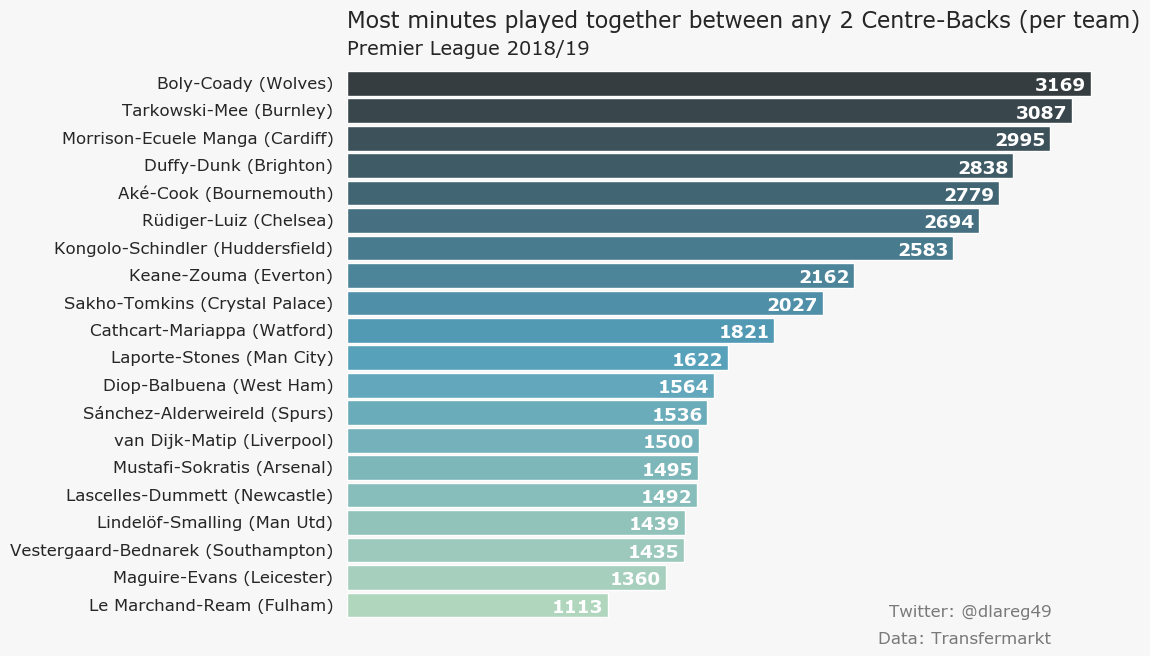 Most minutes played together between any 2 Centre-Backs (per team)
Premier League 2018/19
Boly-Coady (Wolves) 3169
Tarkowski-Mee (Burnley) 3087
Morrison-Ecuele Manga (Cardiff) 2995
Duffy-Dunk (Brighton) 2838
Aké-Cook (Bournemouth) 2779
Rüdiger-Luiz (Chelsea) 2694
Kongolo-Schindler (Huddersfield) 2583
Keane-Zouma (Everton) 2162
Sakho-Tomkins (Crystal Palace) 2027
Cathcart-Mariappa (Watford) 1821
Laporte-Stones (Man City) 1622
Diop-Balbuena (West Ham) 1564
Sánchez-Alderweireld (Spurs) 1536
van Dijk-Matip (Liverpool) 1500
Mustafi-Sokratis (Arsenal) 1495
Lascelles-Dummett (Newcastle) 1492
Lindelöf-Smalling (Man Utd) 1439
Vestergaard-Bednarek (Southampton) 1435
Maguire-Evans (Leicester) 1360
Le Marchand-Ream (Fulham) 1113
Twitter: @dlareg49
Data: Transfermarkt